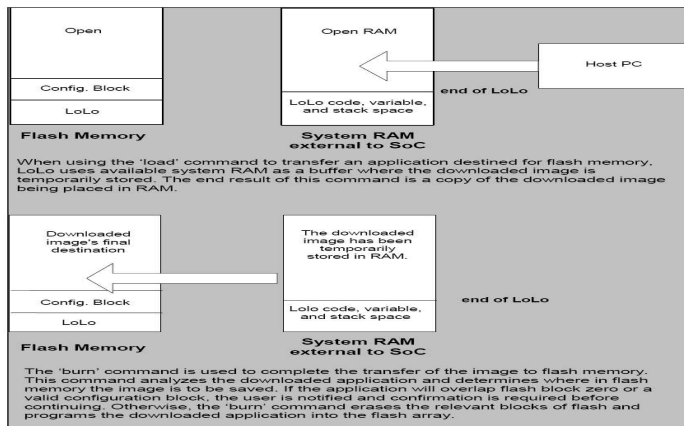 Open
Open RAM
Host PC
Config. Block
LoLo
LoLo code, variable,
and stack space
end of LoLo
Flash Memory
System RAM
external to SoC
When using the 'load' command to transfer an application destined for flash memory,
LoLo uses available system RAM as a buffer where the downloaded image is
temporarily stored. The end result of this command is a copy of the downloaded image
being placed in RAM.
Downloaded
image's final
destination
The downloaded
image has been
temporarily
stored in RAM.
Config. Block
LoLo
Lolo code, variable,
and stack space
end of LoLo
Flash Memory
System RAM
external to SoC
The 'burn' command is used to complete the transfer of the image to flash memory.
This command analyzes the downloaded application and determines where in flash
memory the image is to be saved. If the application will overlap flash block zero or a
valid configuration block, the user is notified and confirmation is required before
continuing. Otherwise, the 'burn' command erases the relevant blocks of flash and
programs the downloaded application into the flash array.